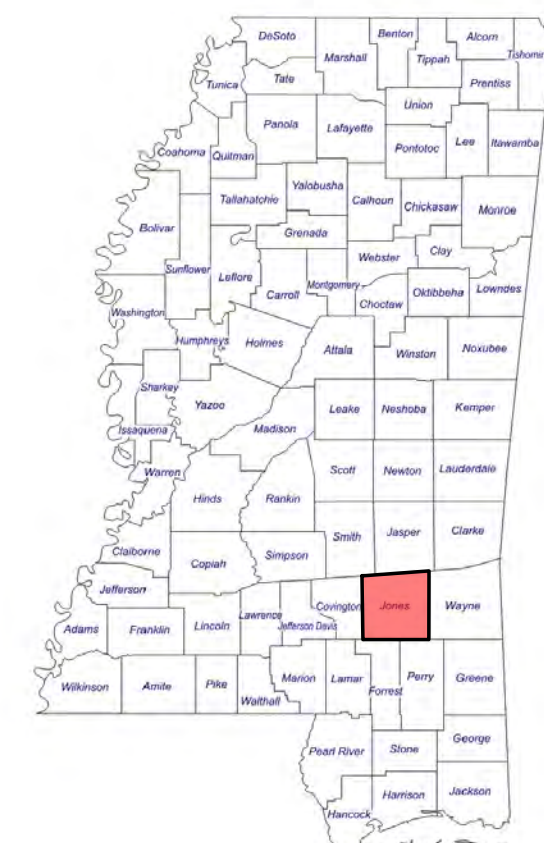 DeSoto
Benton
Alcorn
Marshall
Tippah
Tishomin
Tate
Tunica
Prentiss
Union
Panola
Lafayette
Lee
Itawamba
Coahoma
Quitman
Pontotoc
Yalobusha
Tallahatchie
Calhoun
Chickasaw
Monroe
Bolivar
Grenada
Clay
Webster
Sunflower
Leflore
Montgomery
Carroll
Choctaw
Oktibbeha
Lowndes
Washington
Humphreys
Holmes
Attala
Winston
Noxubee
Sharkey
Yazoo
Leake
Neshoba
Kemper
Issaquena
Madison
Warren
Scott
Newton
Lauderdale
Hinds
Rankin
Smith
Jasper
Clarke
Claiborne
Copiah
Simpson
Jefferson
Covington
Jones
Wayne
Adams
Franklin
Lincoln
Lawrence
Jefferson Davis
Wilkinson
Amite
Pike
Walthall
Marion
Lamar
Forrest
Perry
Greene
Pearl River
Stone
George
Hancock
Harrison
Jackson